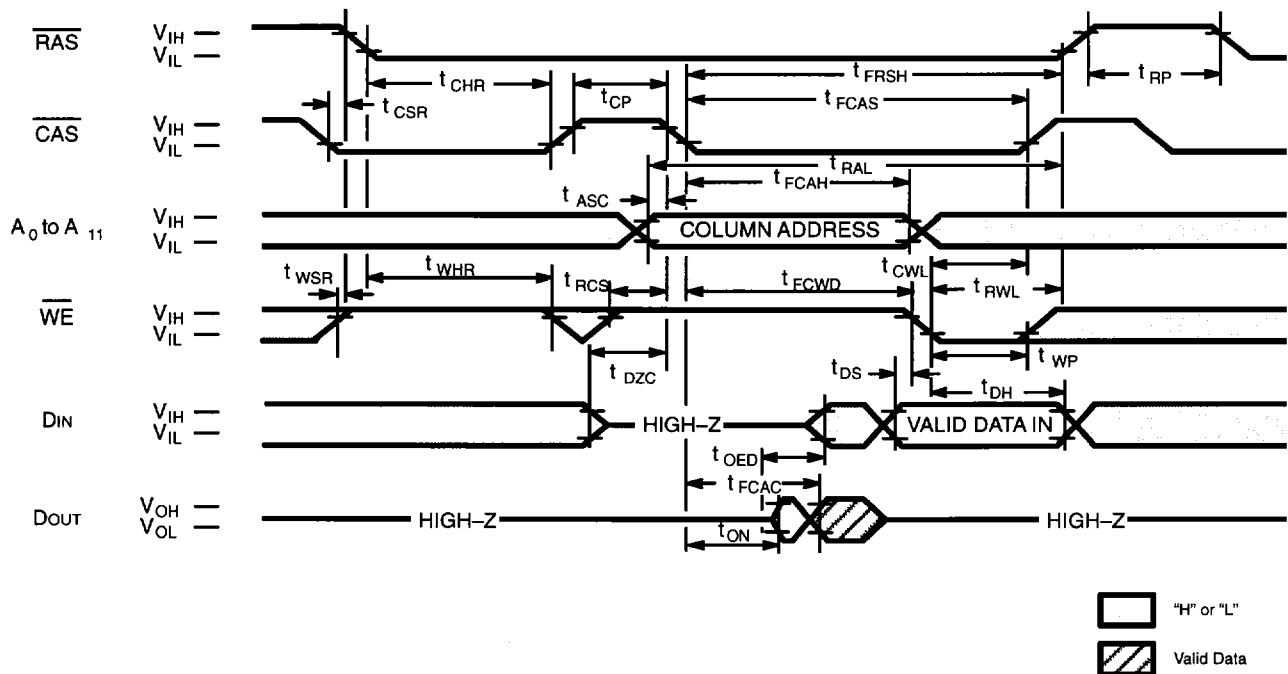 RAS VIH VIL
tCHR tCP tFRSH tRP
tCSR tFCAS
CAS VIH VIL
tRAL
tASC tFCAH
A0 to A11 VIH VIL COLUMN ADDRESS
tWSR tWHR tRCS tFCWD tCWL tRWL
WE VIH VIL
tDZC tDS tWP
tDH
DIN VIH VIL HIGH–Z VALID DATA IN
tOED
tFCAC
DOUT VOH VOL HIGH–Z HIGH–Z
tON
"H" or "L"
Valid Data